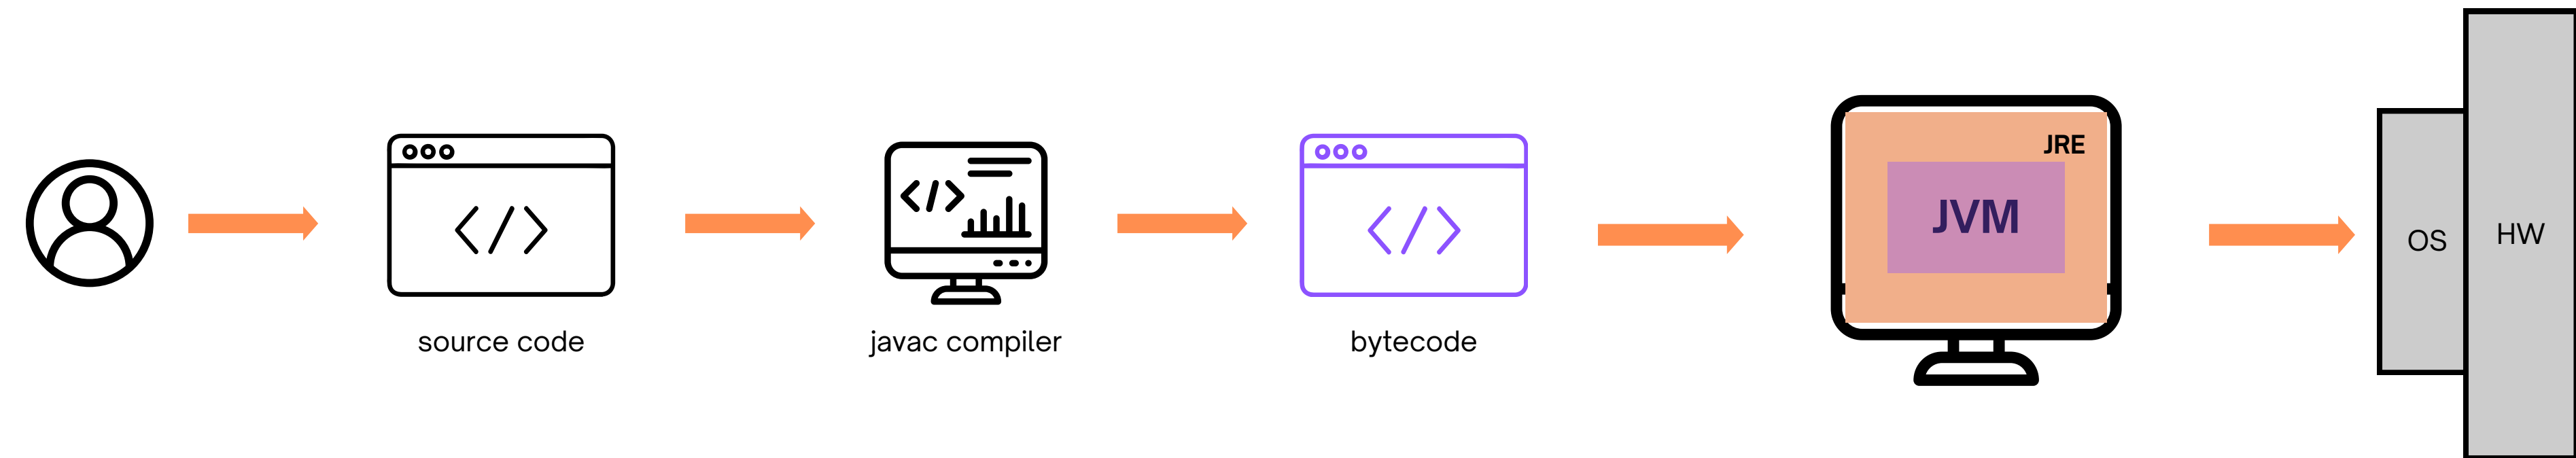 source code
</>
javac compiler
</>
bytecode
</>
JRE
JVM
OS
HW